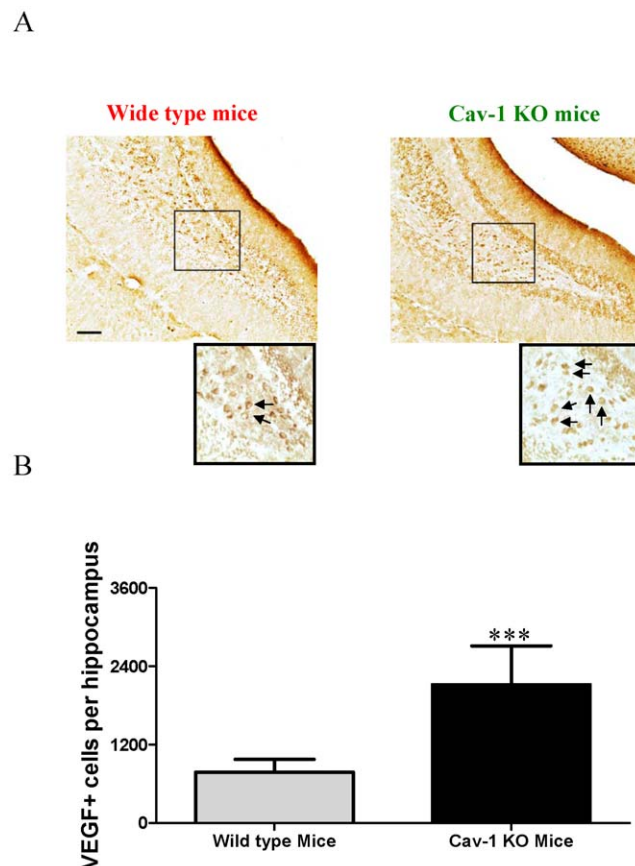 A
Wide type mice
Cav-1 KO mice
B
VEGF+ cells per hippocampus
3600
2400
1200
0
***
Wild type Mice
Cav-1 KO Mice